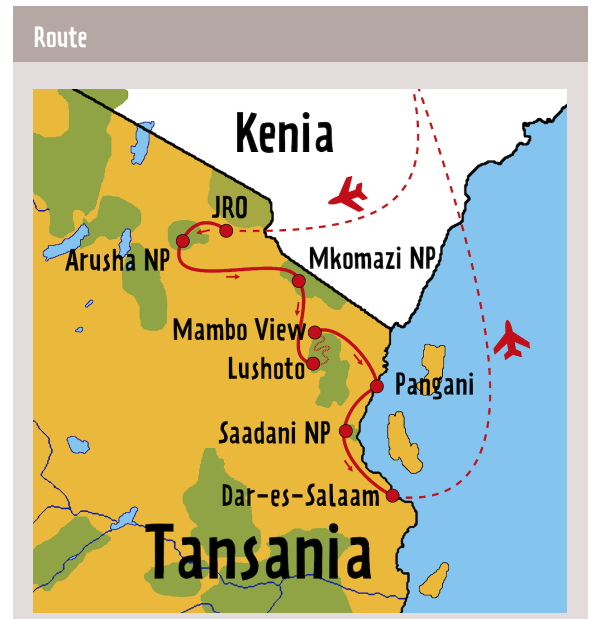 Route
Kenia
JRO
Arusha NP
Mkomazi NP
Mambo View
Lushoto
Pangani
Saadani NP
Dar-es-Salaam
Tansania